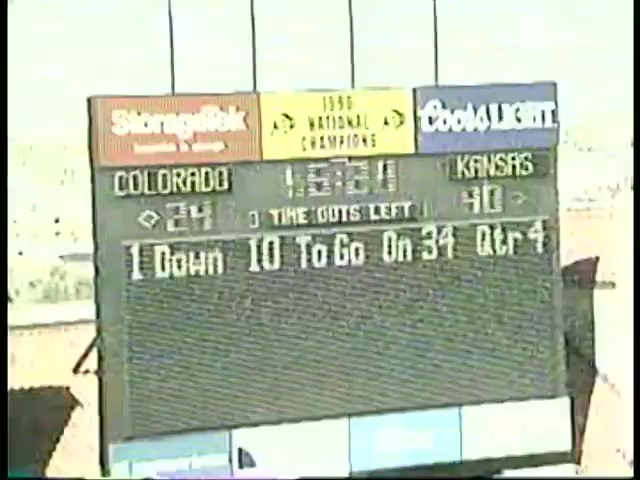 StorageTek
1990
NATIONAL
CHAMPIONS
Coors LIGHT
COLORADO
KANSAS
24
40
TIME OUTS LEFT
1 Down 10 To Go On 34 Qtr 4